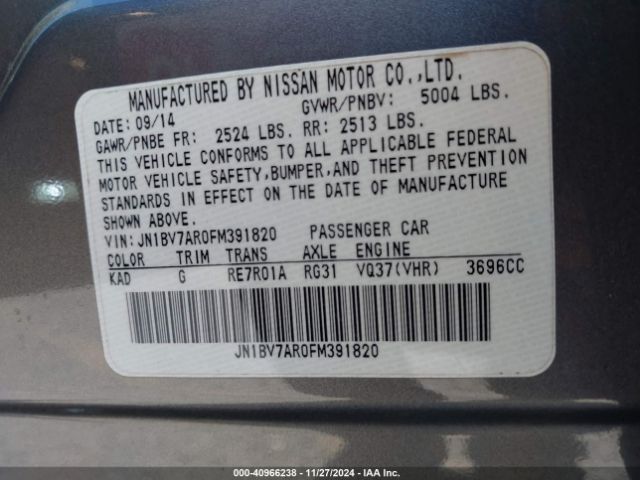 MANUFACTURED BY NISSAN MOTOR CO.,LTD.
DATE: 09/14 GVWR/PNBV: 5004 LBS.
GAWR/PNBE FR: 2524 LBS. RR: 2513 LBS.
THIS VEHICLE CONFORMS TO ALL APPLICABLE FEDERAL
MOTOR VEHICLE SAFETY,BUMPER,AND THEFT PREVENTION
STANDARDS IN EFFECT ON THE DATE OF MANUFACTURE
SHOWN ABOVE.
VIN: JN1BV7AR0FM391820 PASSENGER CAR
COLOR TRIM TRANS AXLE ENGINE
KAD G RE7R01A RG31 VQ37(VHR) 3696CC
JN1BV7AR0FM391820
000-40966238 - 11/27/2024 - IAA Inc.